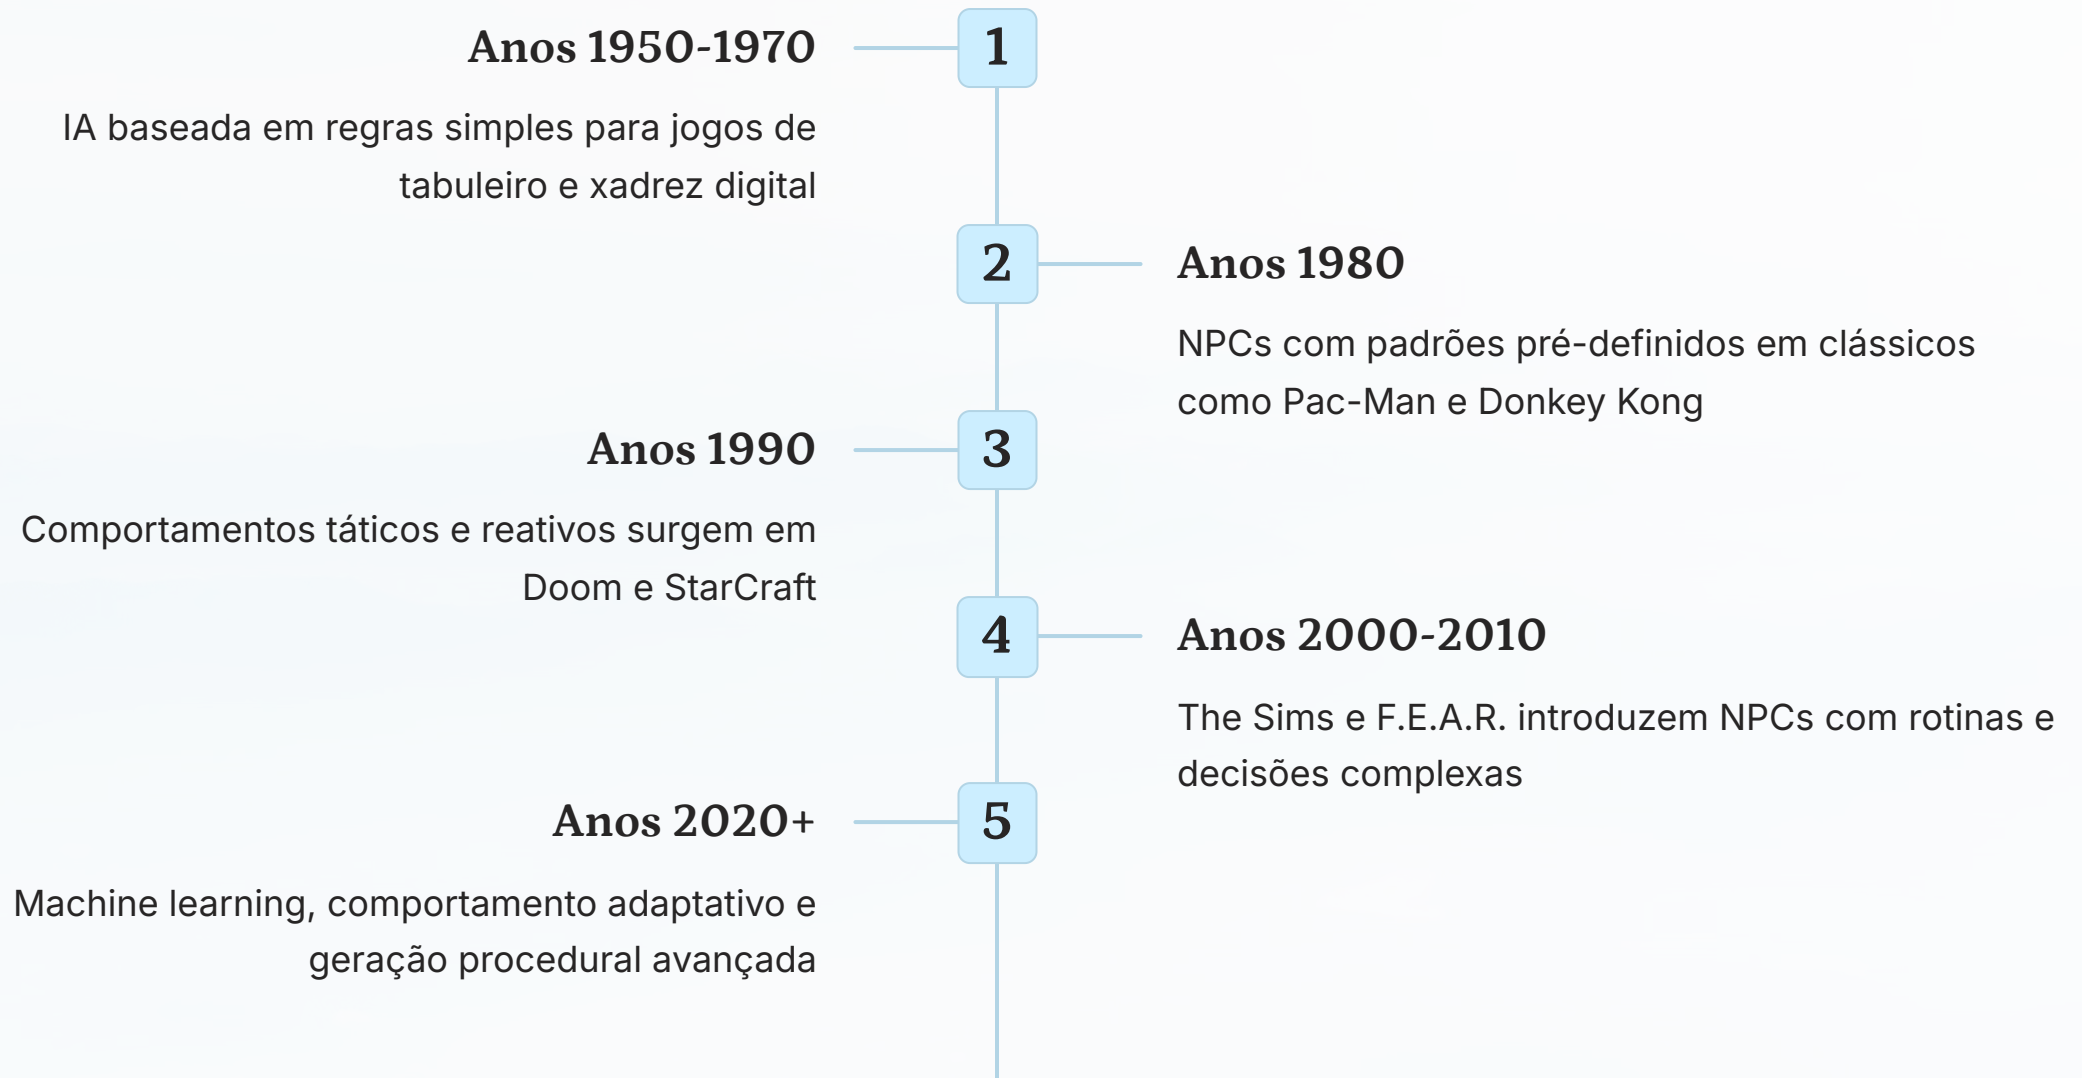 Anos 1950-1970
1
IA baseada em regras simples para jogos de
tabuleiro e xadrez digital
2
Anos 1980
NPCs com padrões pré-definidos em clássicos
como Pac-Man e Donkey Kong
Anos 1990
3
Comportamentos táticos e reativos surgem em
Doom e StarCraft
4
Anos 2000-2010
The Sims e F.E.A.R. introduzem NPCs com rotinas e
decisões complexas
Anos 2020+
5
Machine learning, comportamento adaptativo e
geração procedural avançada